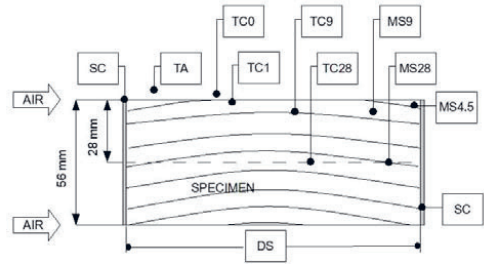 TC0 TC9 MS9
SC TA TC1 TC28 MS28
AIR MS4.5
28 mm
56 mm
SPECIMEN
SC
AIR
DS